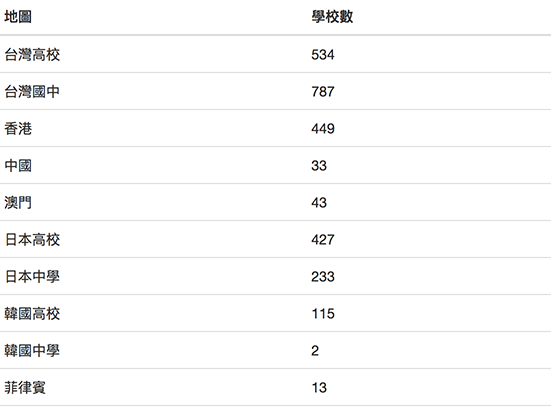 地圖 學校數
台灣高校 534
台灣國中 787
香港 449
中國 33
澳門 43
日本高校 427
日本中學 233
韓國高校 115
韓國中學 2
菲律賓 13